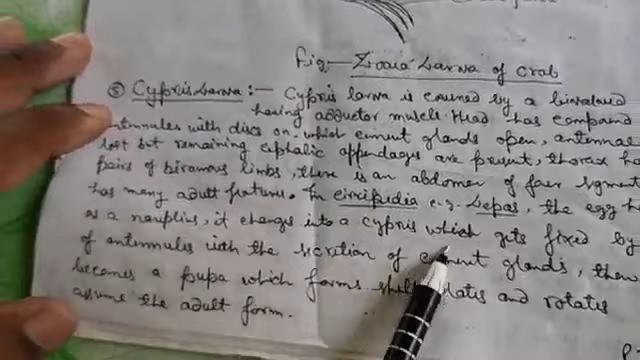 Fig:— Zoaea Larva of crab
⑤ Cypris Larva :— Cypris larva is covered by a bivalved
having adductor muscle. Head has compound
antennules with discs on which cement glands open, antennae
lost but remaining cephalic appendages are present, thorax has
pairs of biramous limbs, there is an abdomen of four segment
has many adult features. In cirripedia e.g. Lepas, the egg h
as a nauplius, it changes into a cypris which gets fixed by
of antennules with the secretion of cement glands, then
becomes a pupa which forms shell plates and rotates
assume the adult form.